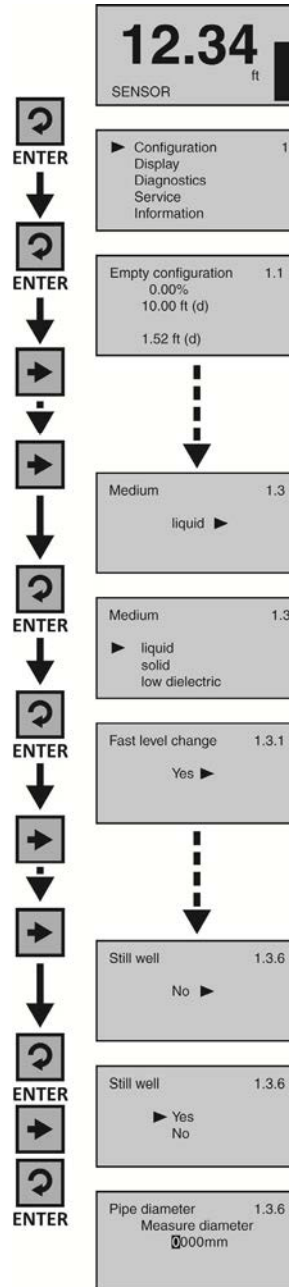 12.34
ft
SENSOR
ENTER
► Configuration 1
Display
Diagnostics
Service
Information
ENTER
Empty configuration 1.1
0.00%
10.00 ft (d)
1.52 ft (d)
Medium 1.3
liquid ►
ENTER
Medium 1.3
► liquid
solid
low dielectric
ENTER
Fast level change 1.3.1
Yes ►
Still well 1.3.6
No ►
ENTER
Still well 1.3.6
► Yes
No
ENTER
Pipe diameter 1.3.6
Measure diameter
0000mm